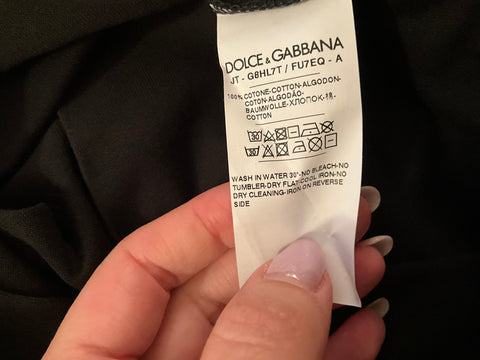 DOLCE & GABBANA
JT - G8HL7T / FU7EQ - A
100% COTONE-COTTON-ALGODON-
COTON-ALGODÃO-
BAUMWOLLE-ХЛОПОК-棉-
COTTON
WASH IN WATER 30°-NO BLEACH-NO
TUMBLER-DRY FLAT-COOL IRON-NO
DRY CLEANING-IRON ON REVERSE
SIDE